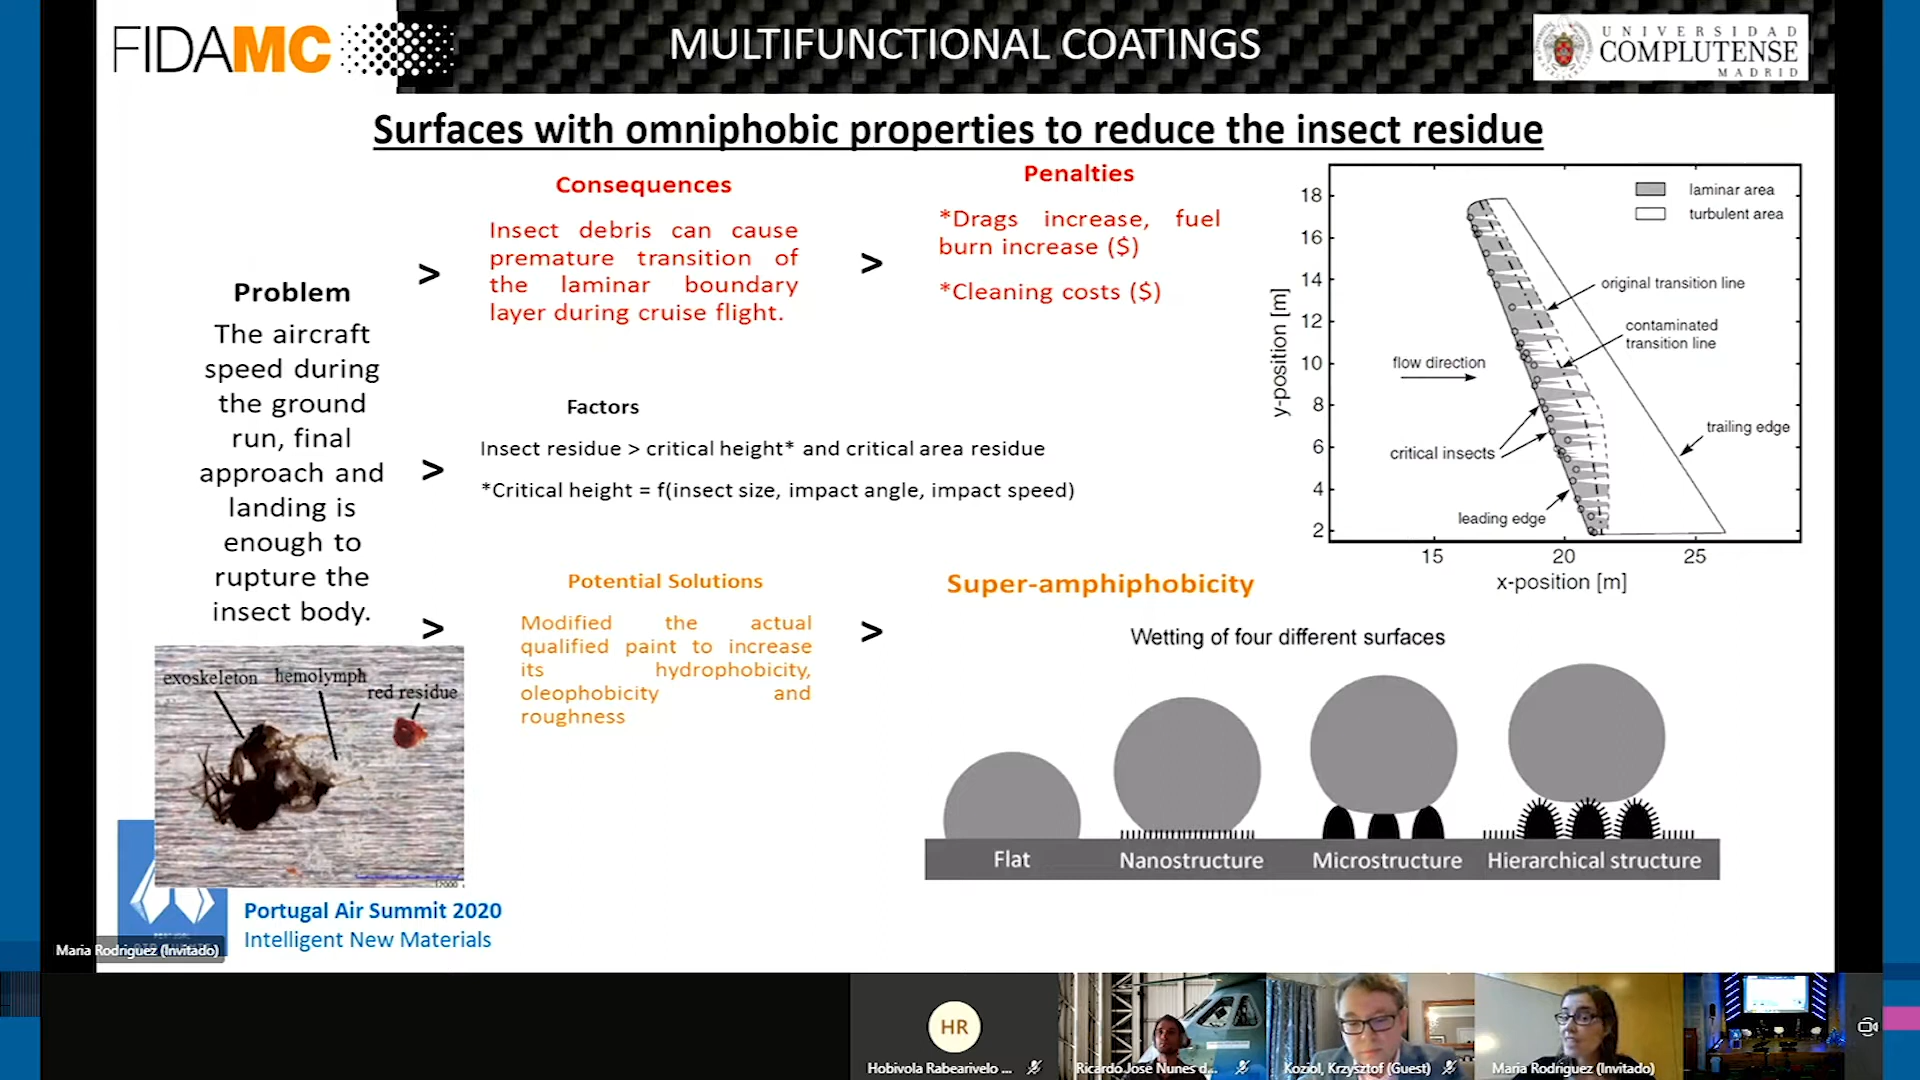 FIDAMC
MULTIFUNCTIONAL COATINGS
UNIVERSIDAD
COMPLUTENSE
MADRID
Surfaces with omniphobic properties to reduce the insect residue
Problem
The aircraft
speed during
the ground
run, final
approach and
landing is
enough to
rupture the
insect body.
>
Consequences
Insect debris can cause
premature transition of
the laminar boundary
layer during cruise flight.
>
Penalties
*Drags increase, fuel
burn increase ($)
*Cleaning costs ($)
>
Factors
Insect residue > critical height* and critical area residue
*Critical height = f(insect size, impact angle, impact speed)
>
Potential Solutions
Modified the actual
qualified paint to increase
its hydrophobicity,
oleophobicity and
roughness
>
Super-amphiphobicity
Wetting of four different surfaces
Flat
Nanostructure
Microstructure
Hierarchical structure
laminar area
turbulent area
original transition line
contaminated
transition line
flow direction
critical insects
trailing edge
leading edge
y-position [m]
18
16
14
12
10
8
6
4
2
15
20
25
x-position [m]
exoskeleton
hemolymph
red residue
Portugal Air Summit 2020
Intelligent New Materials
Maria Rodriguez (Invitado)
HR
Hobivola Rabearivelo ...
Ricardo José Nunes d...
Koziol, Krzysztof (Guest)
Maria Rodriguez (Invitado)